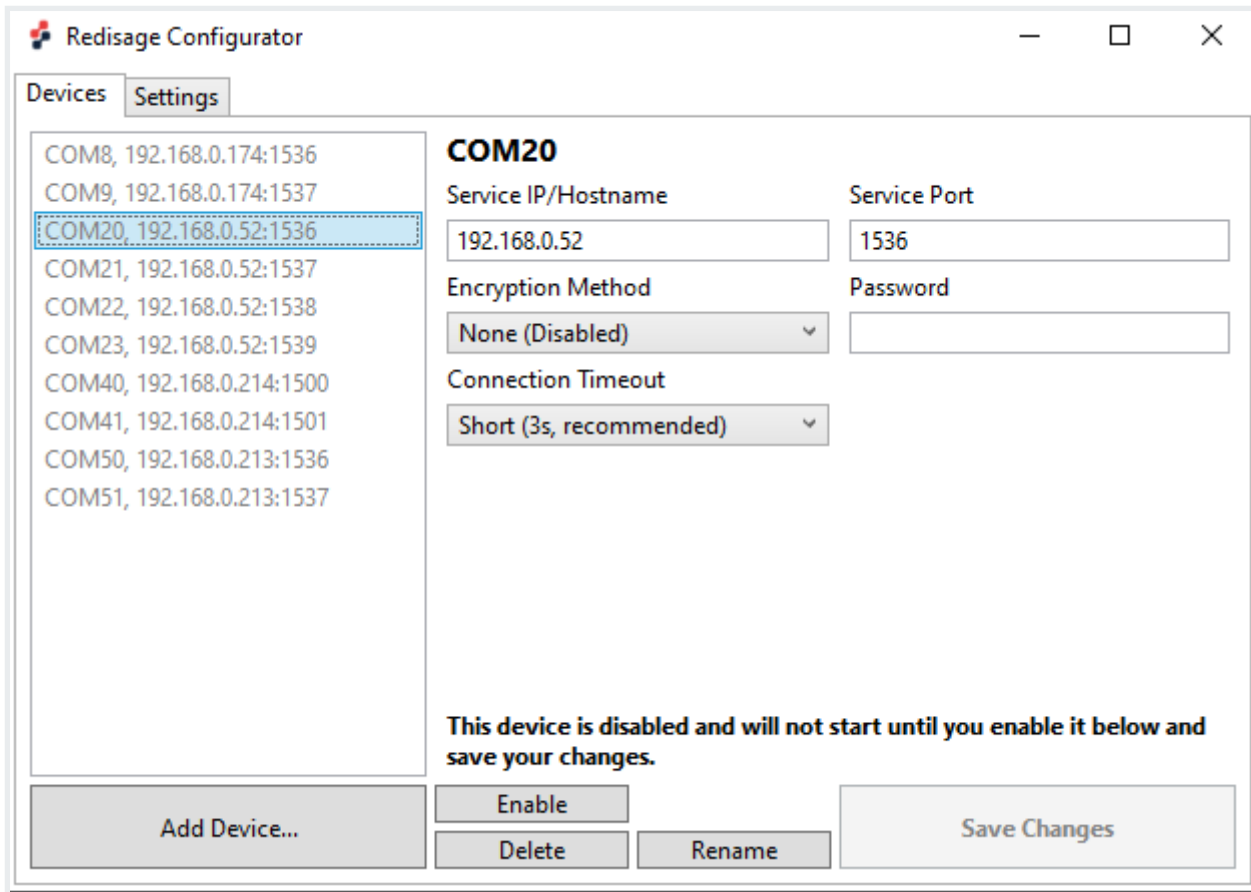 Redisage Configurator
Devices
Settings
COM8, 192.168.0.174:1536
COM9, 192.168.0.174:1537
COM20, 192.168.0.52:1536
COM21, 192.168.0.52:1537
COM22, 192.168.0.52:1538
COM23, 192.168.0.52:1539
COM40, 192.168.0.214:1500
COM41, 192.168.0.214:1501
COM50, 192.168.0.213:1536
COM51, 192.168.0.213:1537
Add Device...
COM20
Service IP/Hostname
192.168.0.52
Service Port
1536
Encryption Method
None (Disabled)
Password
Connection Timeout
Short (3s, recommended)
This device is disabled and will not start until you enable it below and
save your changes.
Enable
Delete
Rename
Save Changes